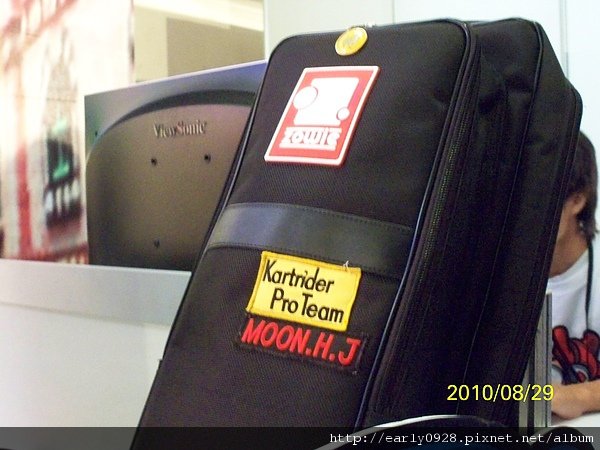 ViewSonic
ZOWIE
Kartrider
Pro Team
MOON.H.J
2010/08/29
http://early0928.pixnet.net/album